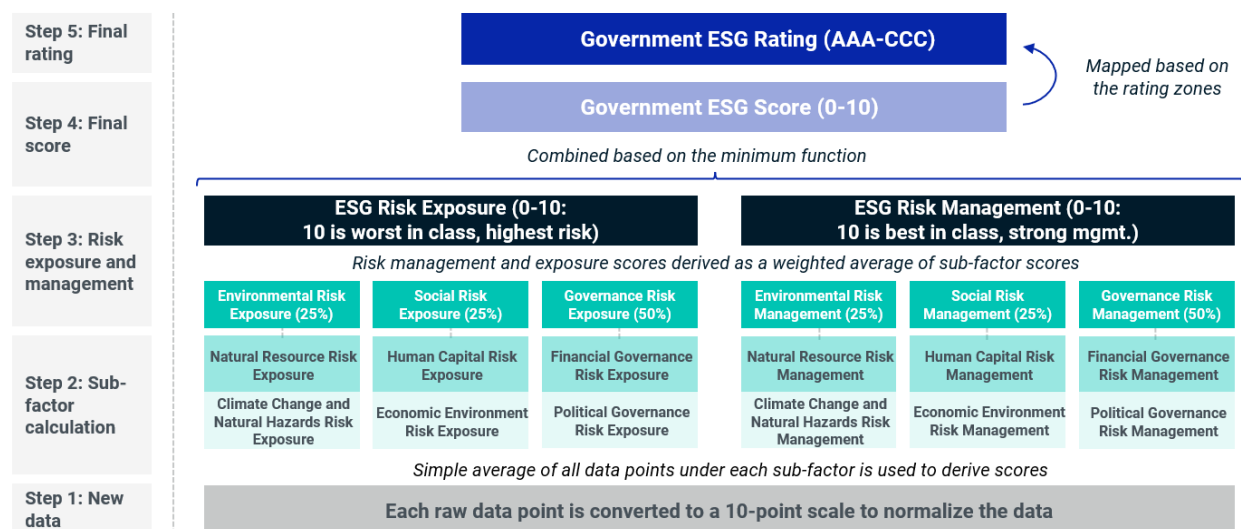 Step 5: Final
rating
Government ESG Rating (AAA-CCC)
Mapped based on
the rating zones
Step 4: Final
score
Government ESG Score (0-10)
Combined based on the minimum function
Step 3: Risk
exposure and
management
ESG Risk Exposure (0-10:
10 is worst in class, highest risk)
ESG Risk Management (0-10:
10 is best in class, strong mgmt.)
Risk management and exposure scores derived as a weighted average of sub-factor scores
Environmental Risk
Exposure (25%)
Social Risk
Exposure (25%)
Governance Risk
Exposure (50%)
Environmental Risk
Management (25%)
Social Risk
Management (25%)
Governance Risk
Management (50%)
Step 2: Sub-
factor
calculation
Natural Resource Risk
Exposure
Human Capital Risk
Exposure
Financial Governance
Risk Exposure
Natural Resource Risk
Management
Human Capital Risk
Management
Financial Governance
Risk Management
Climate Change and
Natural Hazards Risk
Exposure
Economic Environment
Risk Exposure
Political Governance
Risk Exposure
Climate Change and
Natural Hazards Risk
Management
Economic Environment
Risk Management
Political Governance
Risk Management
Simple average of all data points under each sub-factor is used to derive scores
Step 1: New
data
Each raw data point is converted to a 10-point scale to normalize the data